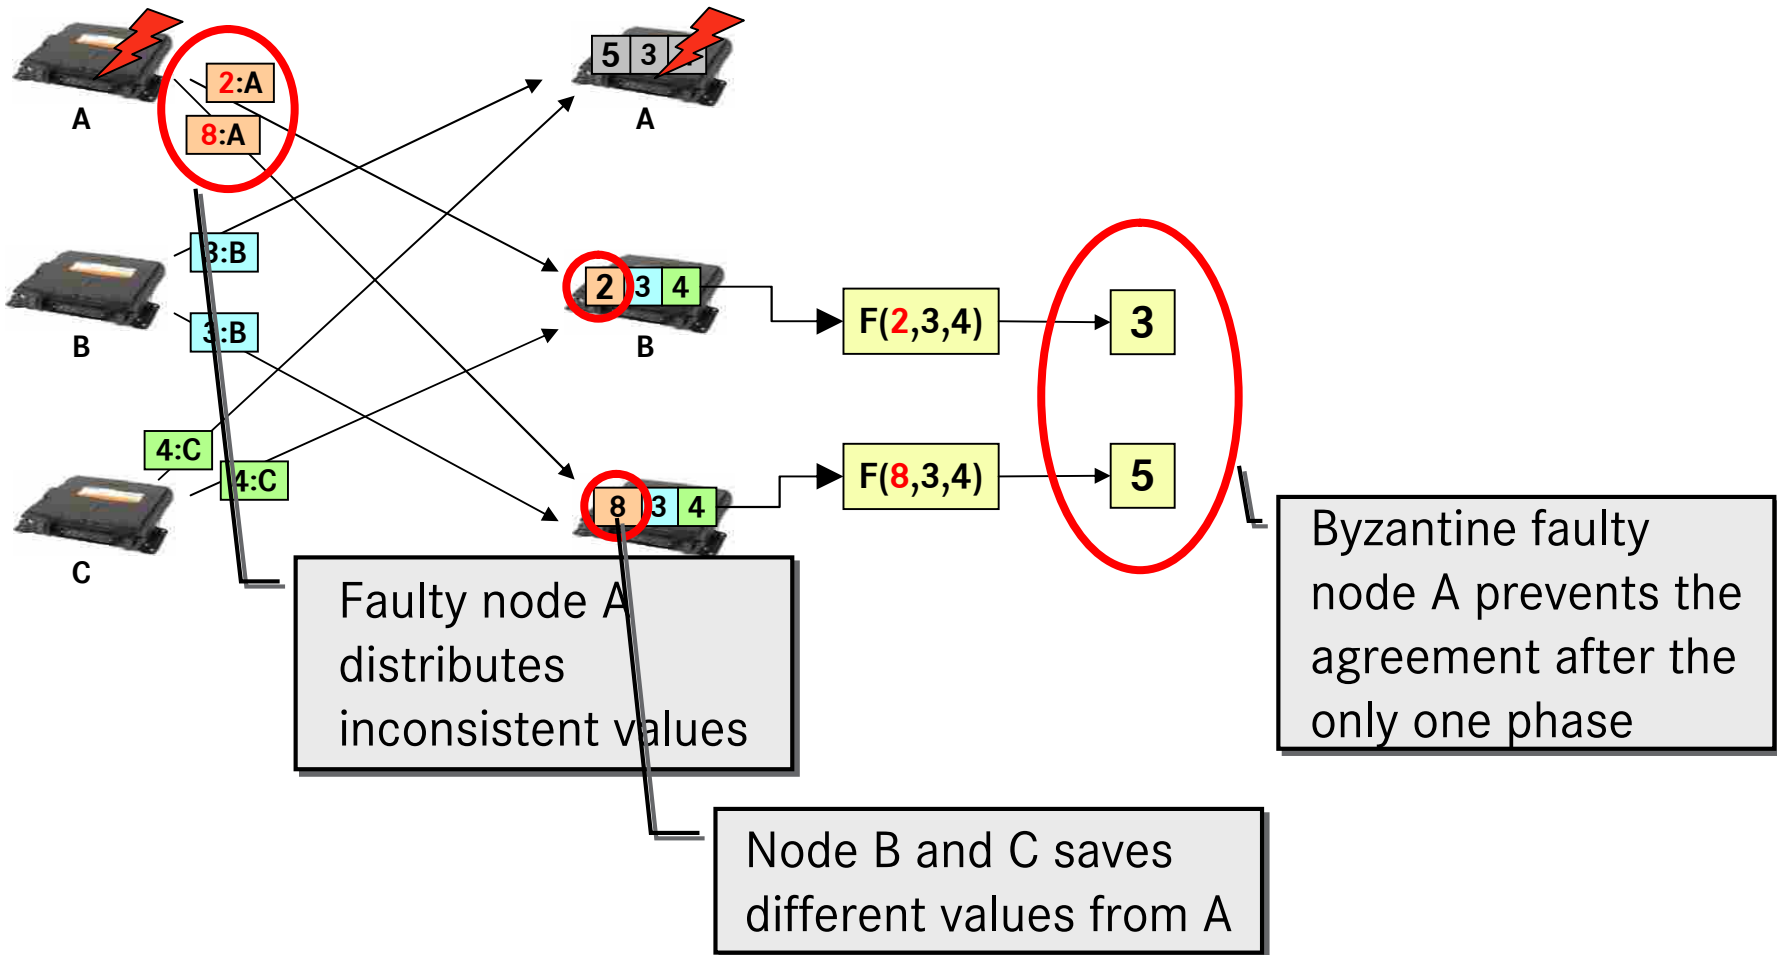 2:A
8:A
A
5 3
A
3:B
3:B
B
2 3 4
B
F(2,3,4)
3
4:C
4:C
C
8 3 4
F(8,3,4)
5
Faulty node A
distributes
inconsistent values
Node B and C saves
different values from A
Byzantine faulty
node A prevents the
agreement after the
only one phase